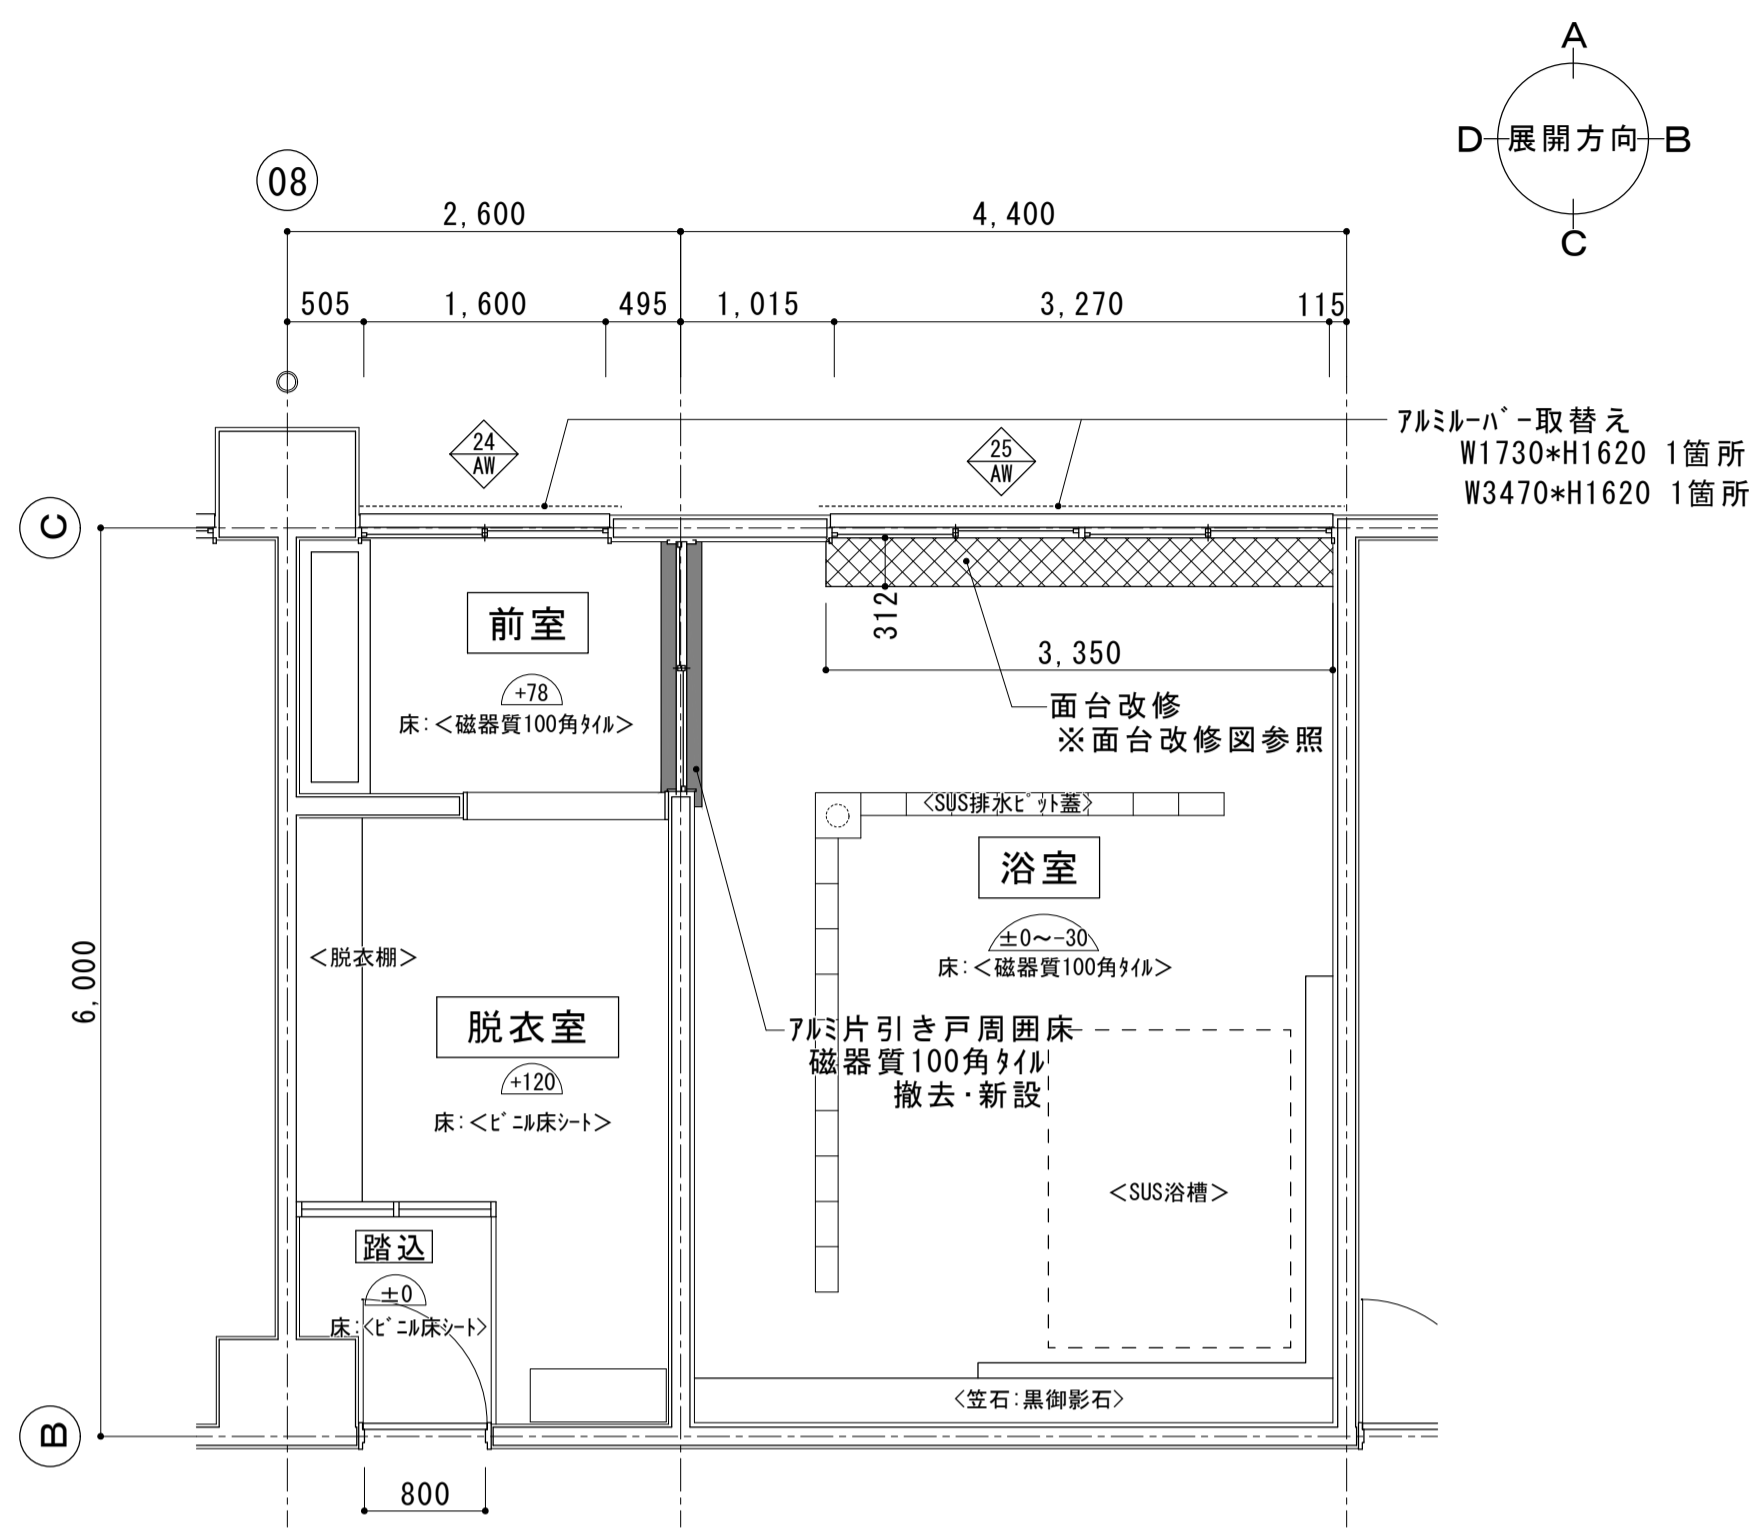 A
D 展開方向 B
C
08
2,600 4,400
505 1,600 495 1,015 3,270 115
アルミルーバー取替え
W1730*H1620 1箇所
W3470*H1620 1箇所
24
AW
25
AW
C
312
3,350
前室
+78
床:<磁器質100角タイル>
面台改修
※面台改修図参照
<SUS排水ピット蓋>
浴室
±0~-30
床:<磁器質100角タイル>
6,000
<脱衣棚>
脱衣室
+120
床:<ビニル床シート>
アルミ片引き戸周囲床
磁器質100角タイル
撤去・新設
<SUS浴槽>
踏込
±0
床:<ビニル床シート>
<笠石:黒御影石>
B
800